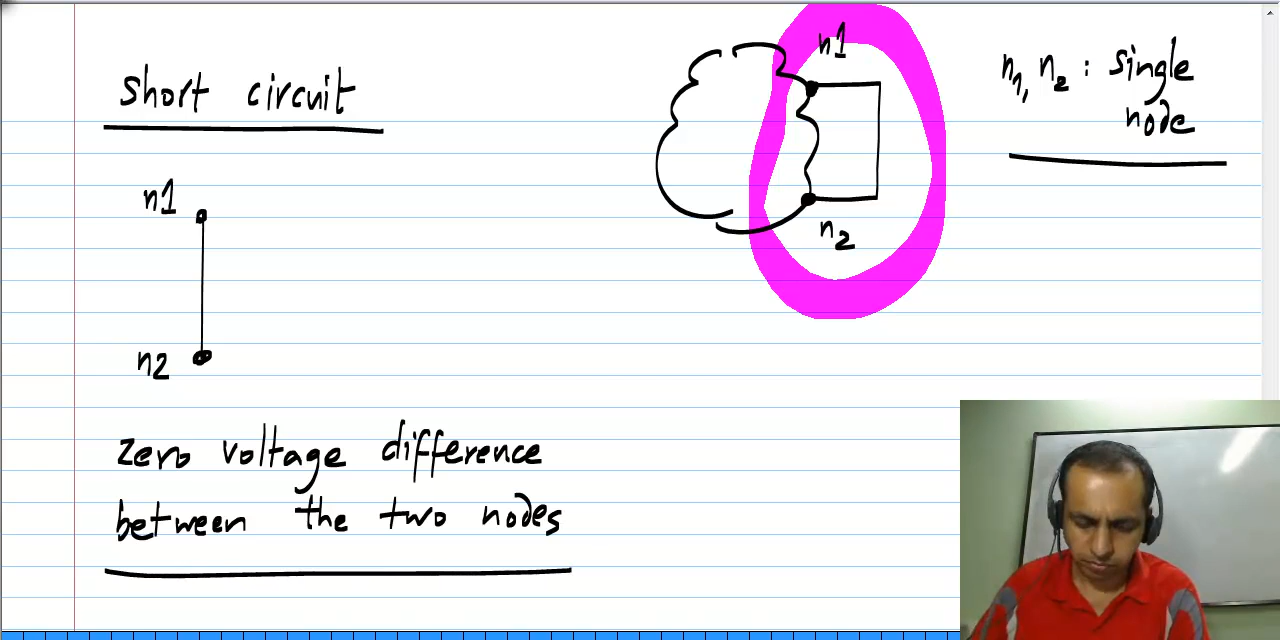 short circuit
n1
n2
zero voltage difference
between the two nodes
n1
n2
n1, n2 : single
node